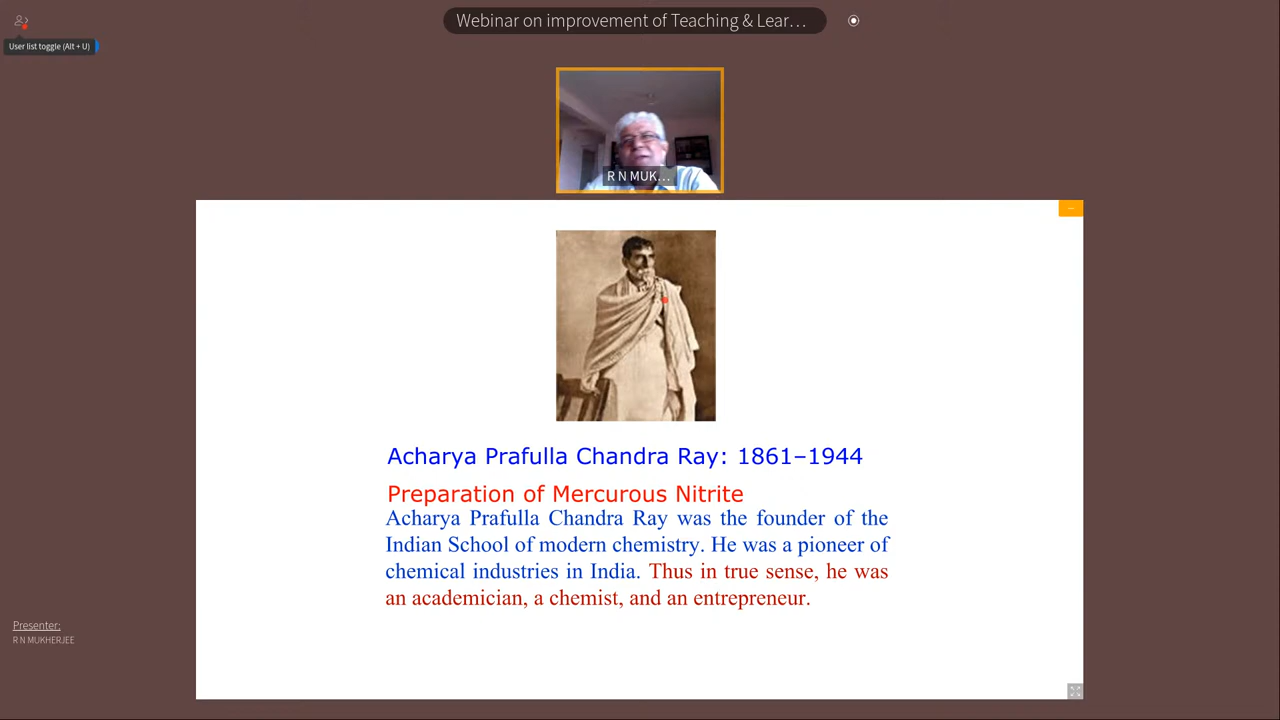 Webinar on improvement of Teaching & Lear…
User list toggle (Alt + U)
R N MUK…
Acharya Prafulla Chandra Ray: 1861–1944
Preparation of Mercurous Nitrite
Acharya Prafulla Chandra Ray was the founder of the
Indian School of modern chemistry. He was a pioneer of
chemical industries in India. Thus in true sense, he was
an academician, a chemist, and an entrepreneur.
Presenter:
R N MUKHERJEE